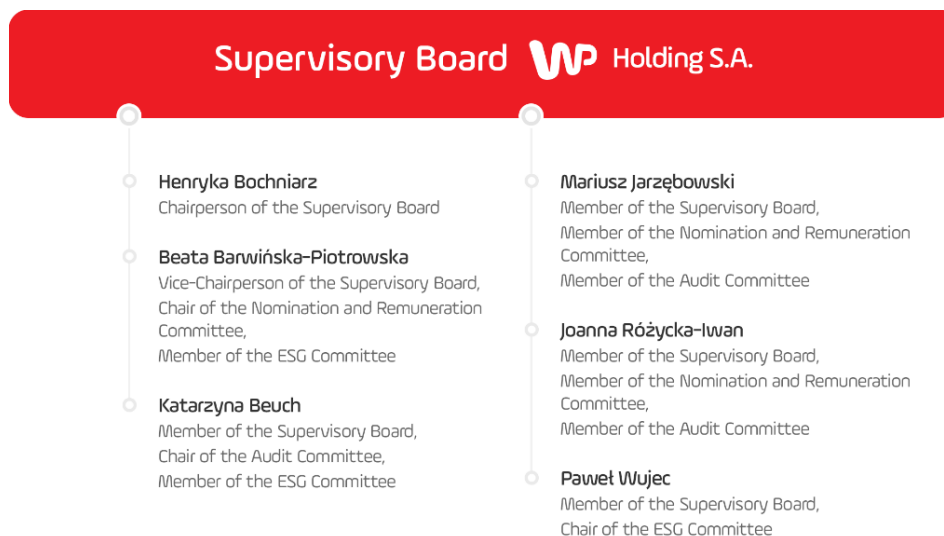 Supervisory Board WP Holding S.A.
Henryka Bochniarz
Chairperson of the Supervisory Board
Beata Barwińska-Piotrowska
Vice-Chairperson of the Supervisory Board,
Chair of the Nomination and Remuneration
Committee,
Member of the ESG Committee
Katarzyna Beuch
Member of the Supervisory Board,
Chair of the Audit Committee,
Member of the ESG Committee
Mariusz Jarzębowski
Member of the Supervisory Board,
Member of the Nomination and Remuneration
Committee,
Member of the Audit Committee
Joanna Różycka-Iwan
Member of the Supervisory Board,
Member of the Nomination and Remuneration
Committee,
Member of the Audit Committee
Paweł Wujec
Member of the Supervisory Board,
Chair of the ESG Committee